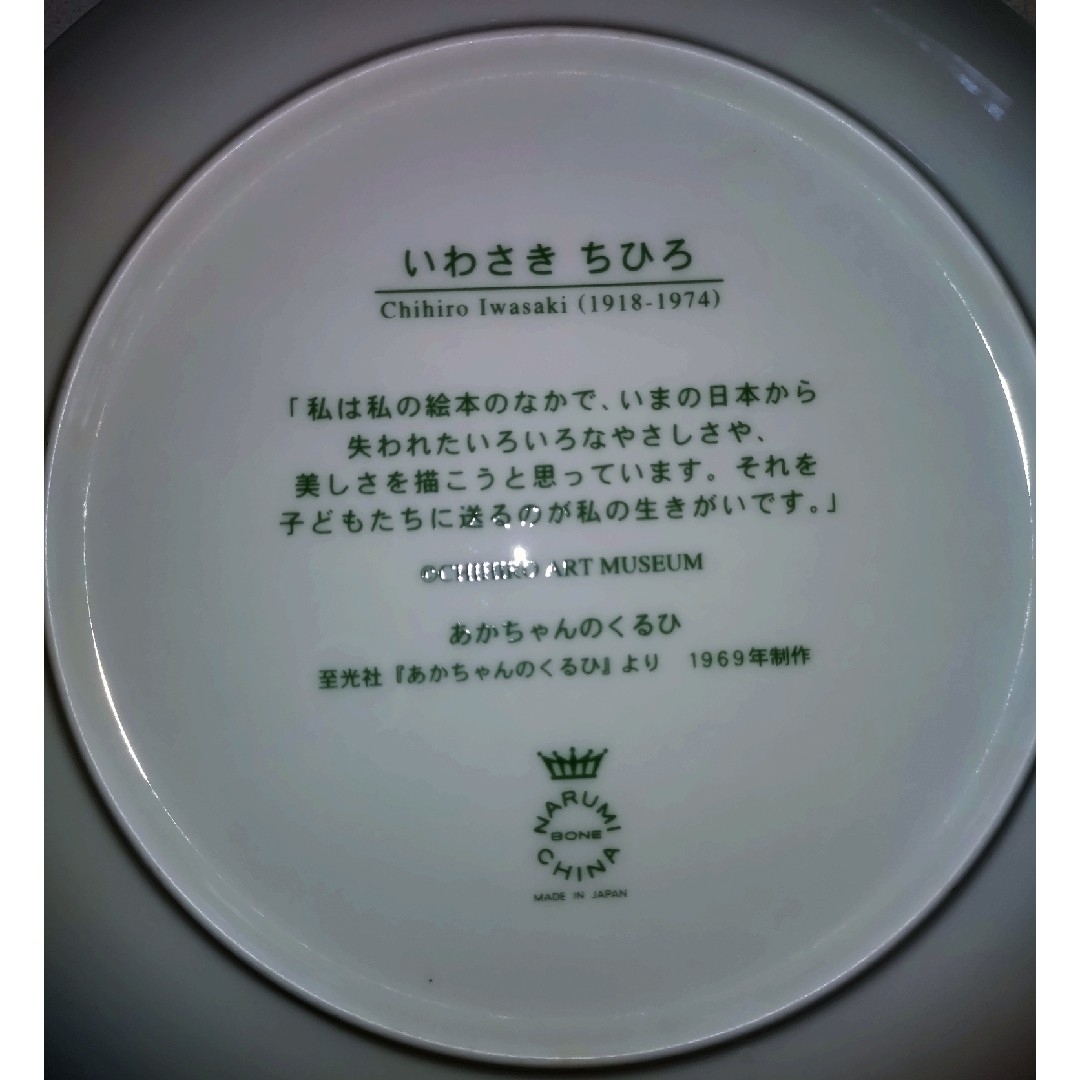 いわさき ちひろ
Chihiro Iwasaki (1918-1974)
「私は私の絵本のなかで、いまの日本から
失われたいろいろなやさしさや、
美しさを描こうと思っています。それを
子どもたちに送るのが私の生きがいです。」
©CHIHIRO ART MUSEUM
あかちゃんのくるひ
至光社『あかちゃんのくるひ』より　1969年制作
NARUMI
BONE
CHINA
MADE IN JAPAN